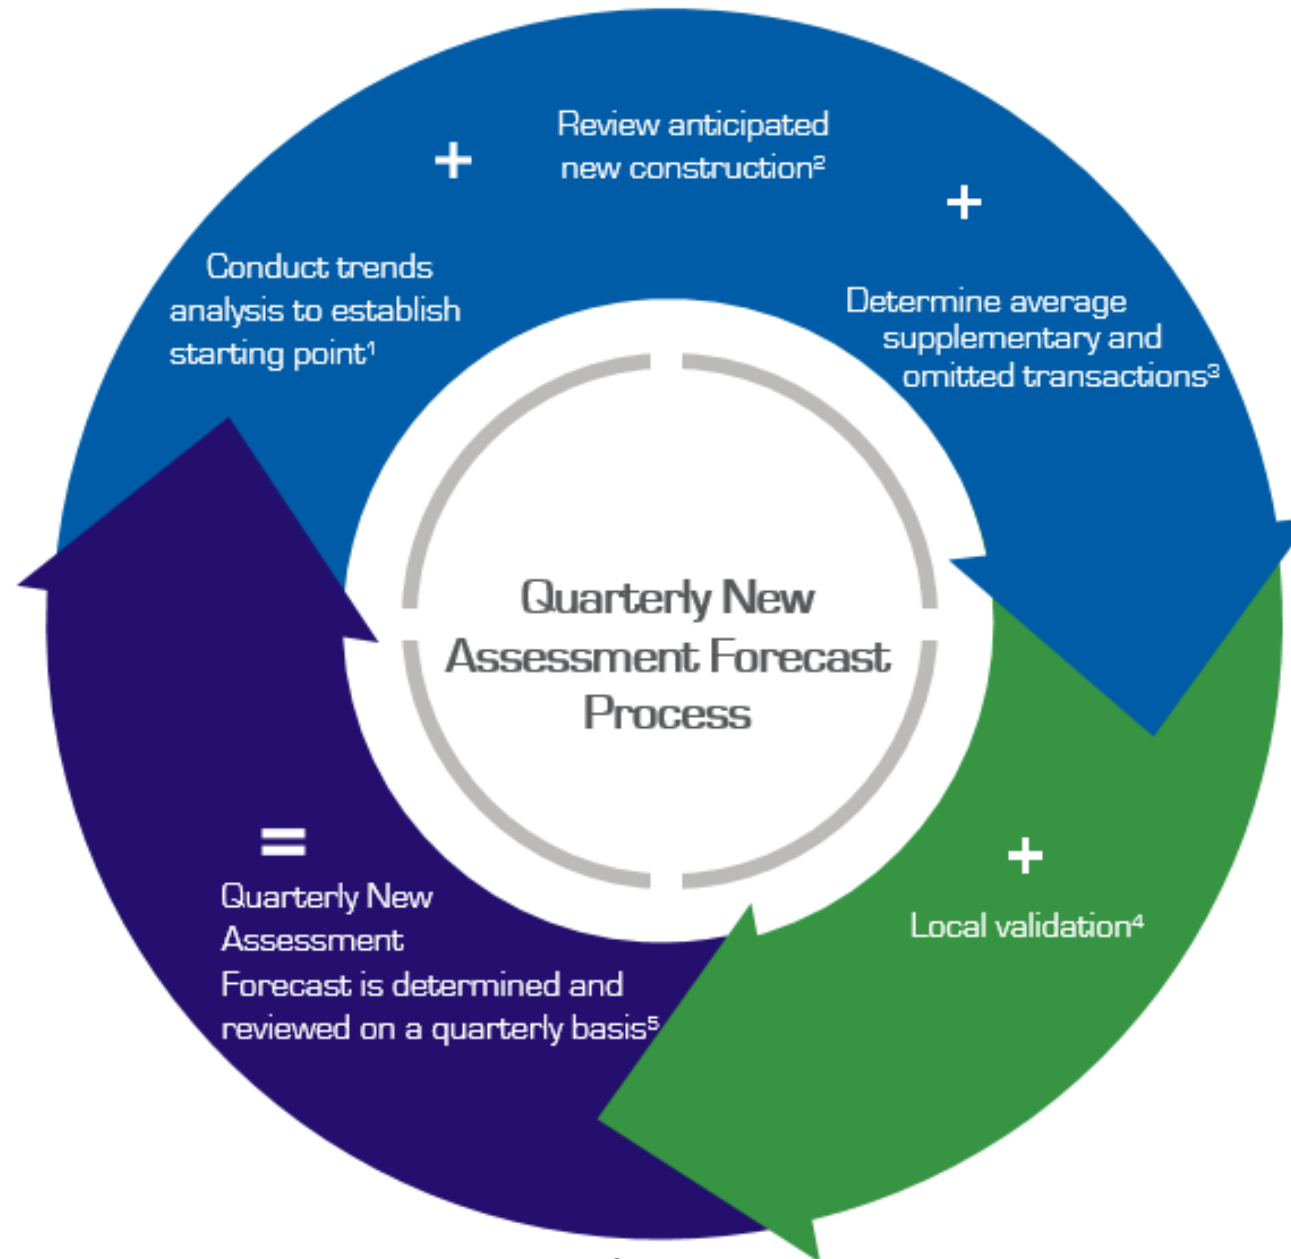 Review anticipated
new construction²
+
+
Conduct trends
analysis to establish
starting point¹
Determine average
supplementary and
omitted transactions³
Quarterly New
Assessment Forecast
Process
+
Local validation⁴
=
Quarterly New
Assessment
Forecast is determined and
reviewed on a quarterly basis⁵